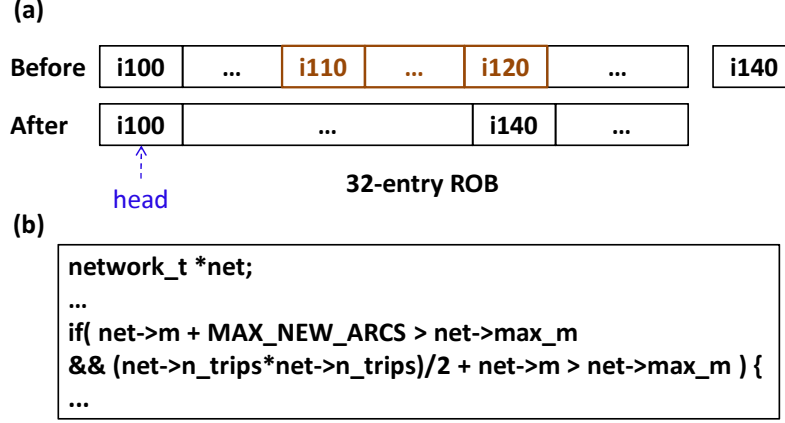 (a)
Before i100 ... i110 ... i120 ... i140
After i100 ... i140 ...
head
32-entry ROB
(b)
network_t *net;
...
if( net->m + MAX_NEW_ARCS > net->max_m
&& (net->n_trips*net->n_trips)/2 + net->m > net->max_m ) {
...